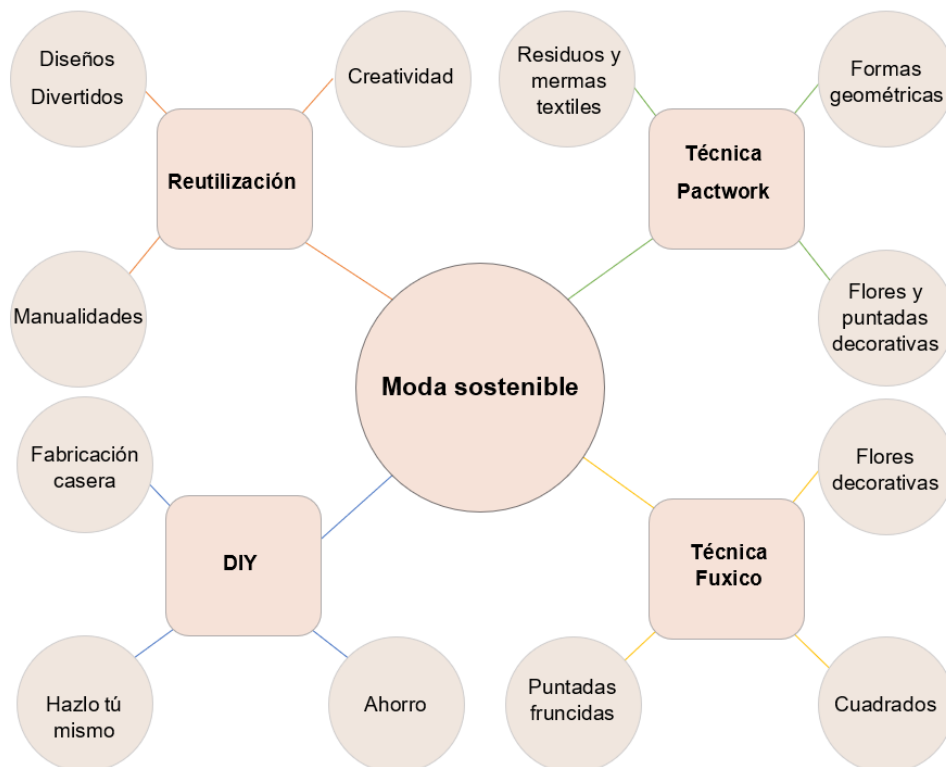 Diseños
Divertidos
Creatividad
Reutilización
Manualidades
Residuos y
mermas
textiles
Formas
geométricas
Técnica
Pactwork
Flores y
puntadas
decorativas
Moda sostenible
Fabricación
casera
DIY
Hazlo tú
mismo
Ahorro
Flores
decorativas
Técnica
Fuxico
Puntadas
fruncidas
Cuadrados